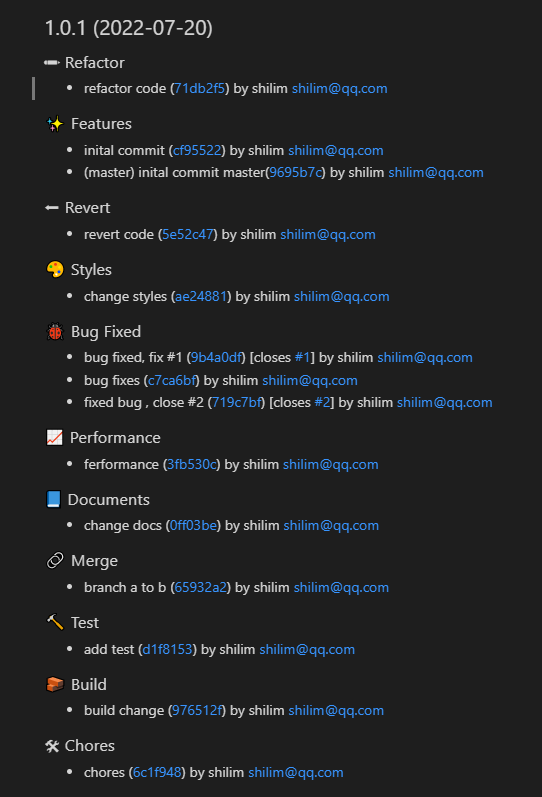 1.0.1 (2022-07-20)
Refactor
refactor code (71db2f5) by shilim shilim@qq.com
Features
inital commit (cf95522) by shilim shilim@qq.com
(master) inital commit master(9695b7c) by shilim shilim@qq.com
Revert
revert code (5e52c47) by shilim shilim@qq.com
Styles
change styles (ae24881) by shilim shilim@qq.com
Bug Fixed
bug fixed, fix #1 (9b4a0df) [closes #1] by shilim shilim@qq.com
bug fixes (c7ca6bf) by shilim shilim@qq.com
fixed bug , close #2 (719c7bf) [closes #2] by shilim shilim@qq.com
Performance
ferformance (3fb530c) by shilim shilim@qq.com
Documents
change docs (0ff03be) by shilim shilim@qq.com
Merge
branch a to b (65932a2) by shilim shilim@qq.com
Test
add test (d1f8153) by shilim shilim@qq.com
Build
build change (976512f) by shilim shilim@qq.com
Chores
chores (6c1f948) by shilim shilim@qq.com